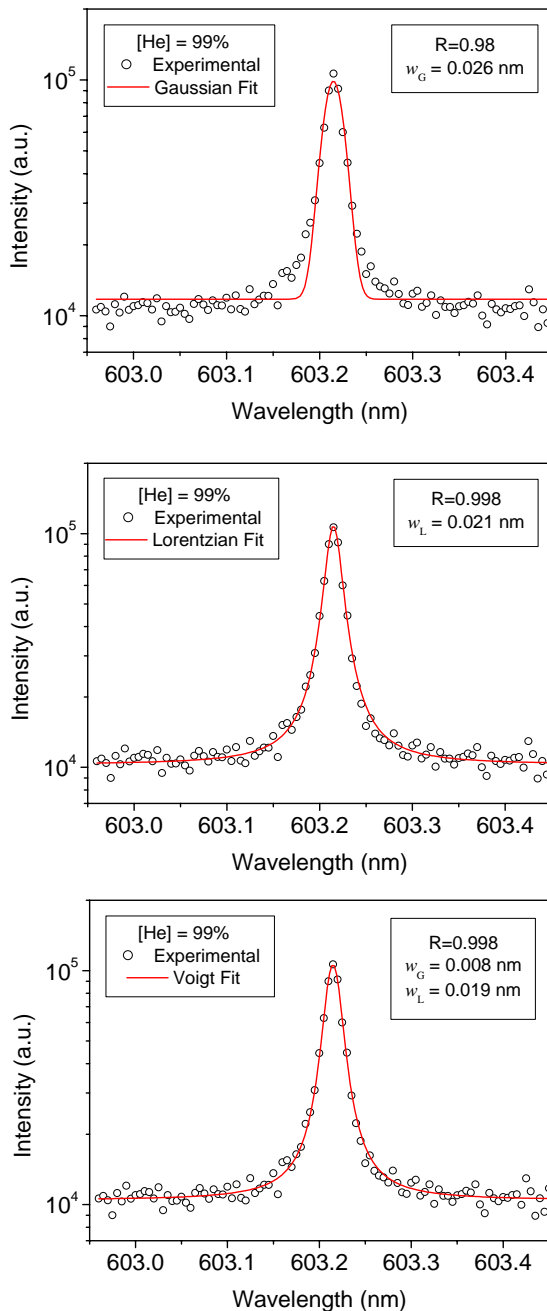 [He] = 99%
Experimental
Gaussian Fit
R=0.98
w_G = 0.026 nm
10^5
10^4
Intensity (a.u.)
603.0 603.1 603.2 603.3 603.4
Wavelength (nm)
[He] = 99%
Experimental
Lorentzian Fit
R=0.998
w_L = 0.021 nm
10^5
10^4
Intensity (a.u.)
603.0 603.1 603.2 603.3 603.4
Wavelength (nm)
[He] = 99%
Experimental
Voigt Fit
R=0.998
w_G = 0.008 nm
w_L = 0.019 nm
10^5
10^4
Intensity (a.u.)
603.0 603.1 603.2 603.3 603.4
Wavelength (nm)